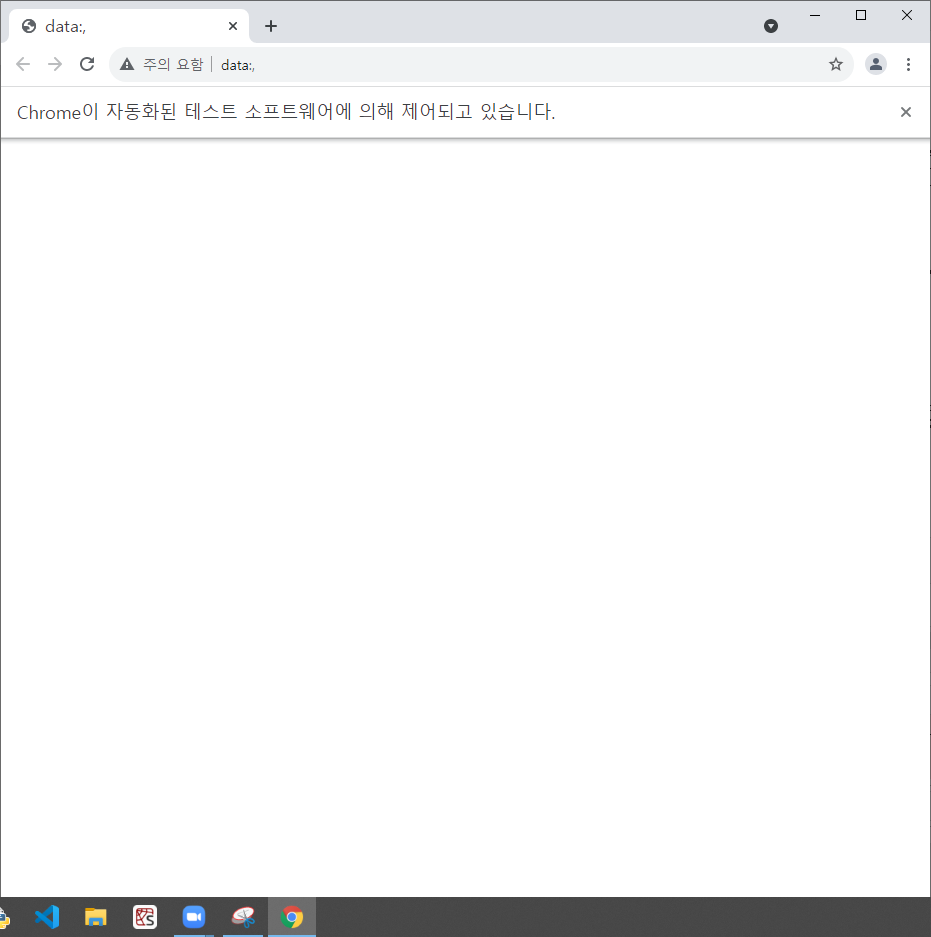 data:,
주의 요함 | data:,
Chrome이 자동화된 테스트 소프트웨어에 의해 제어되고 있습니다.